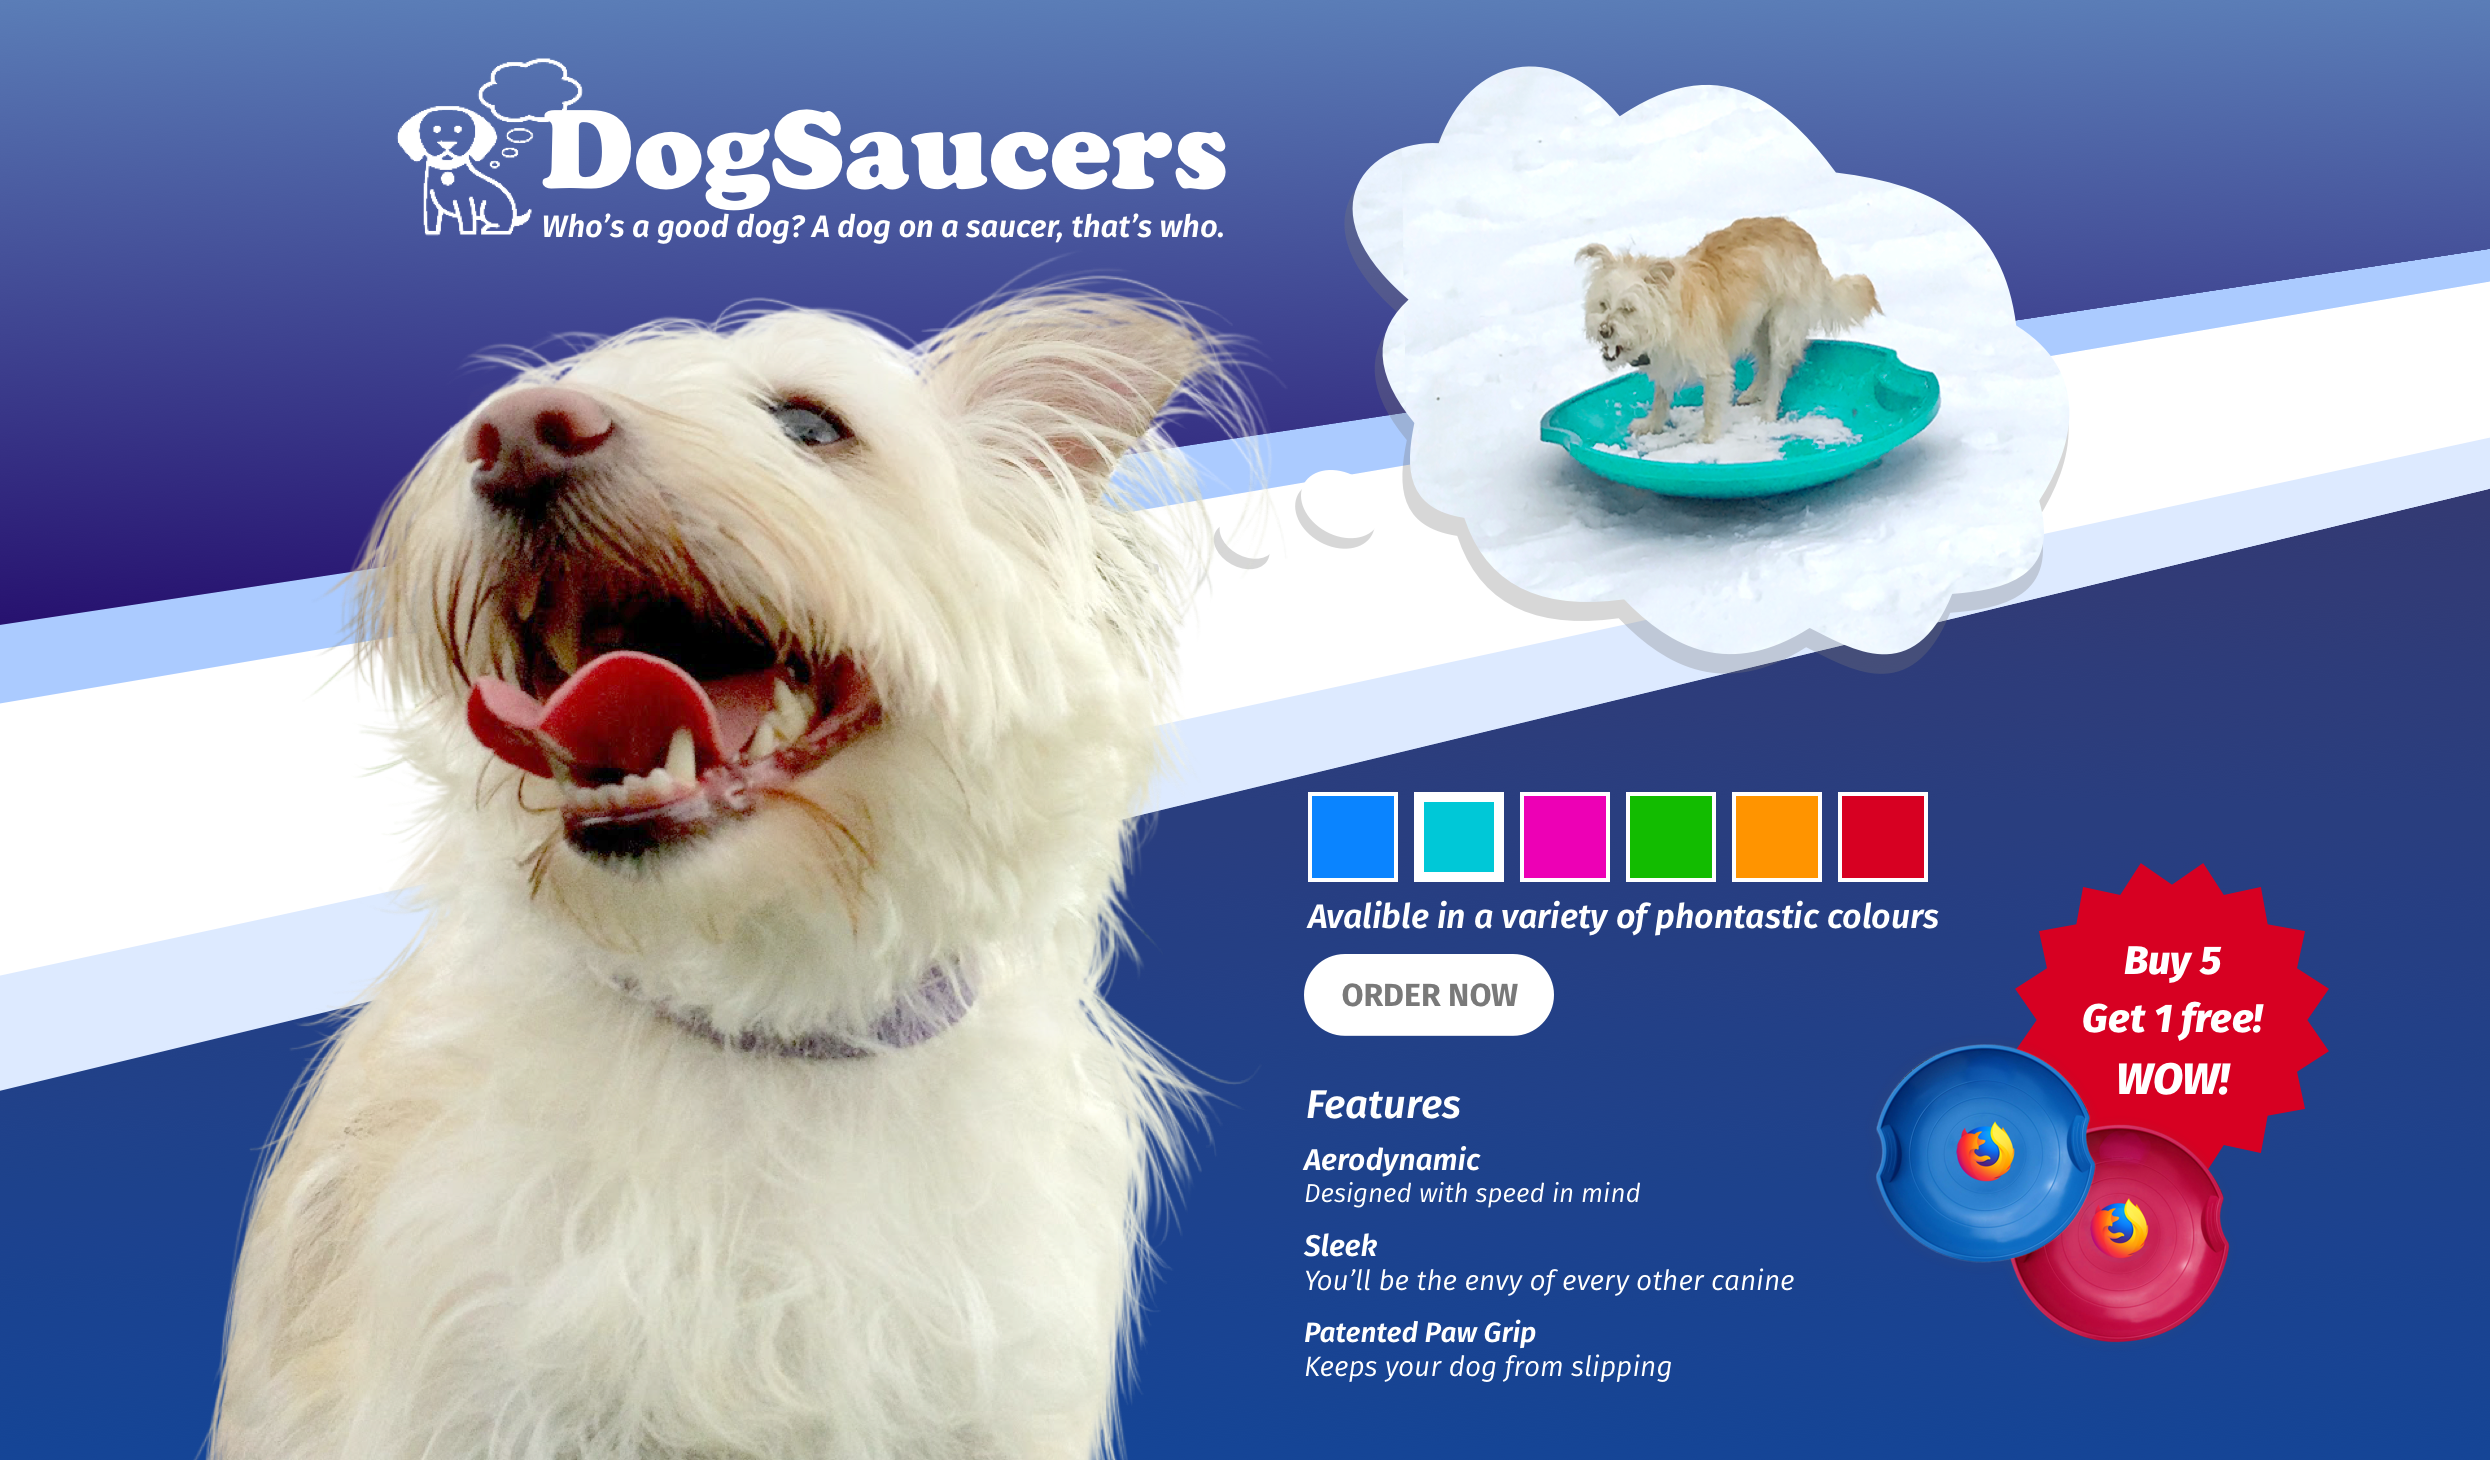 DogSaucers
Who’s a good dog? A dog on a saucer, that’s who.
Avalible in a variety of phontastic colours
ORDER NOW
Buy 5
Get 1 free!
WOW!
Features
Aerodynamic
Designed with speed in mind
Sleek
You’ll be the envy of every other canine
Patented Paw Grip
Keeps your dog from slipping